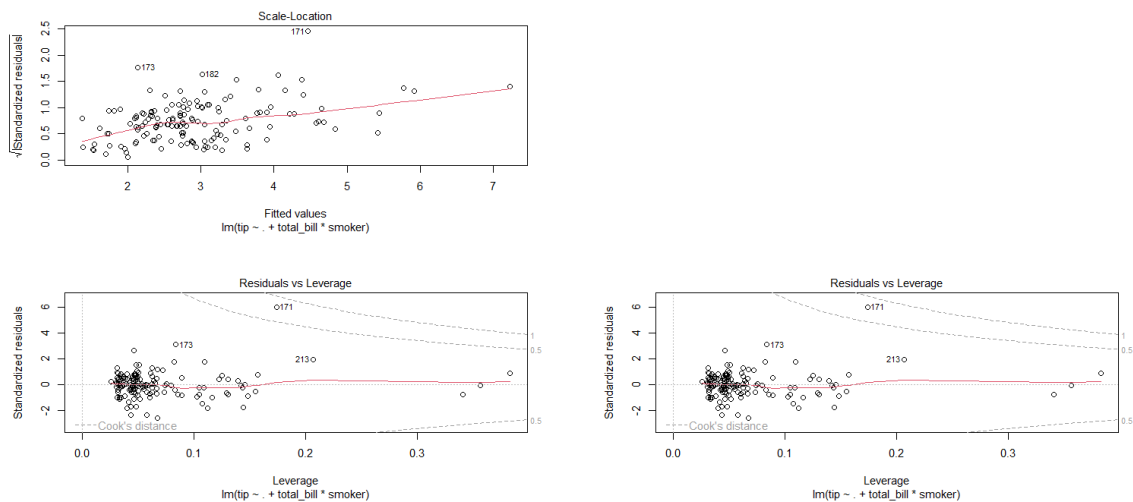 Scale-Location
√|Standardized residuals|
0.0 0.5 1.0 1.5 2.0 2.5
171
173
182
2 3 4 5 6 7
Fitted values
lm(tip ~ . + total_bill * smoker)
Residuals vs Leverage
Standardized residuals
-2 0 2 4 6
171
173
213
1
0.5
0.5
Cook's distance
0.0 0.1 0.2 0.3
Leverage
lm(tip ~ . + total_bill * smoker)
Residuals vs Leverage
Standardized residuals
-2 0 2 4 6
171
173
213
1
0.5
0.5
Cook's distance
0.0 0.1 0.2 0.3
Leverage
lm(tip ~ . + total_bill * smoker)